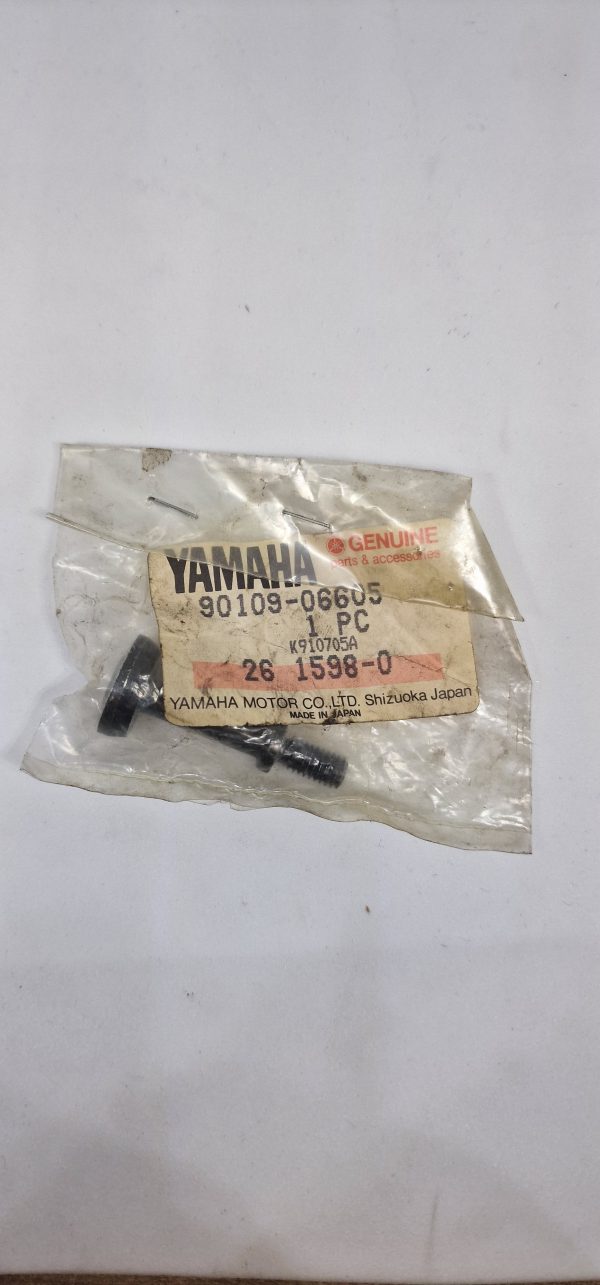 YAMAHA
GENUINE
parts & accessories
90109-06605
1 PC
K910705A
26 1598-0
YAMAHA MOTOR CO.,LTD. Shizuoka Japan
MADE IN JAPAN